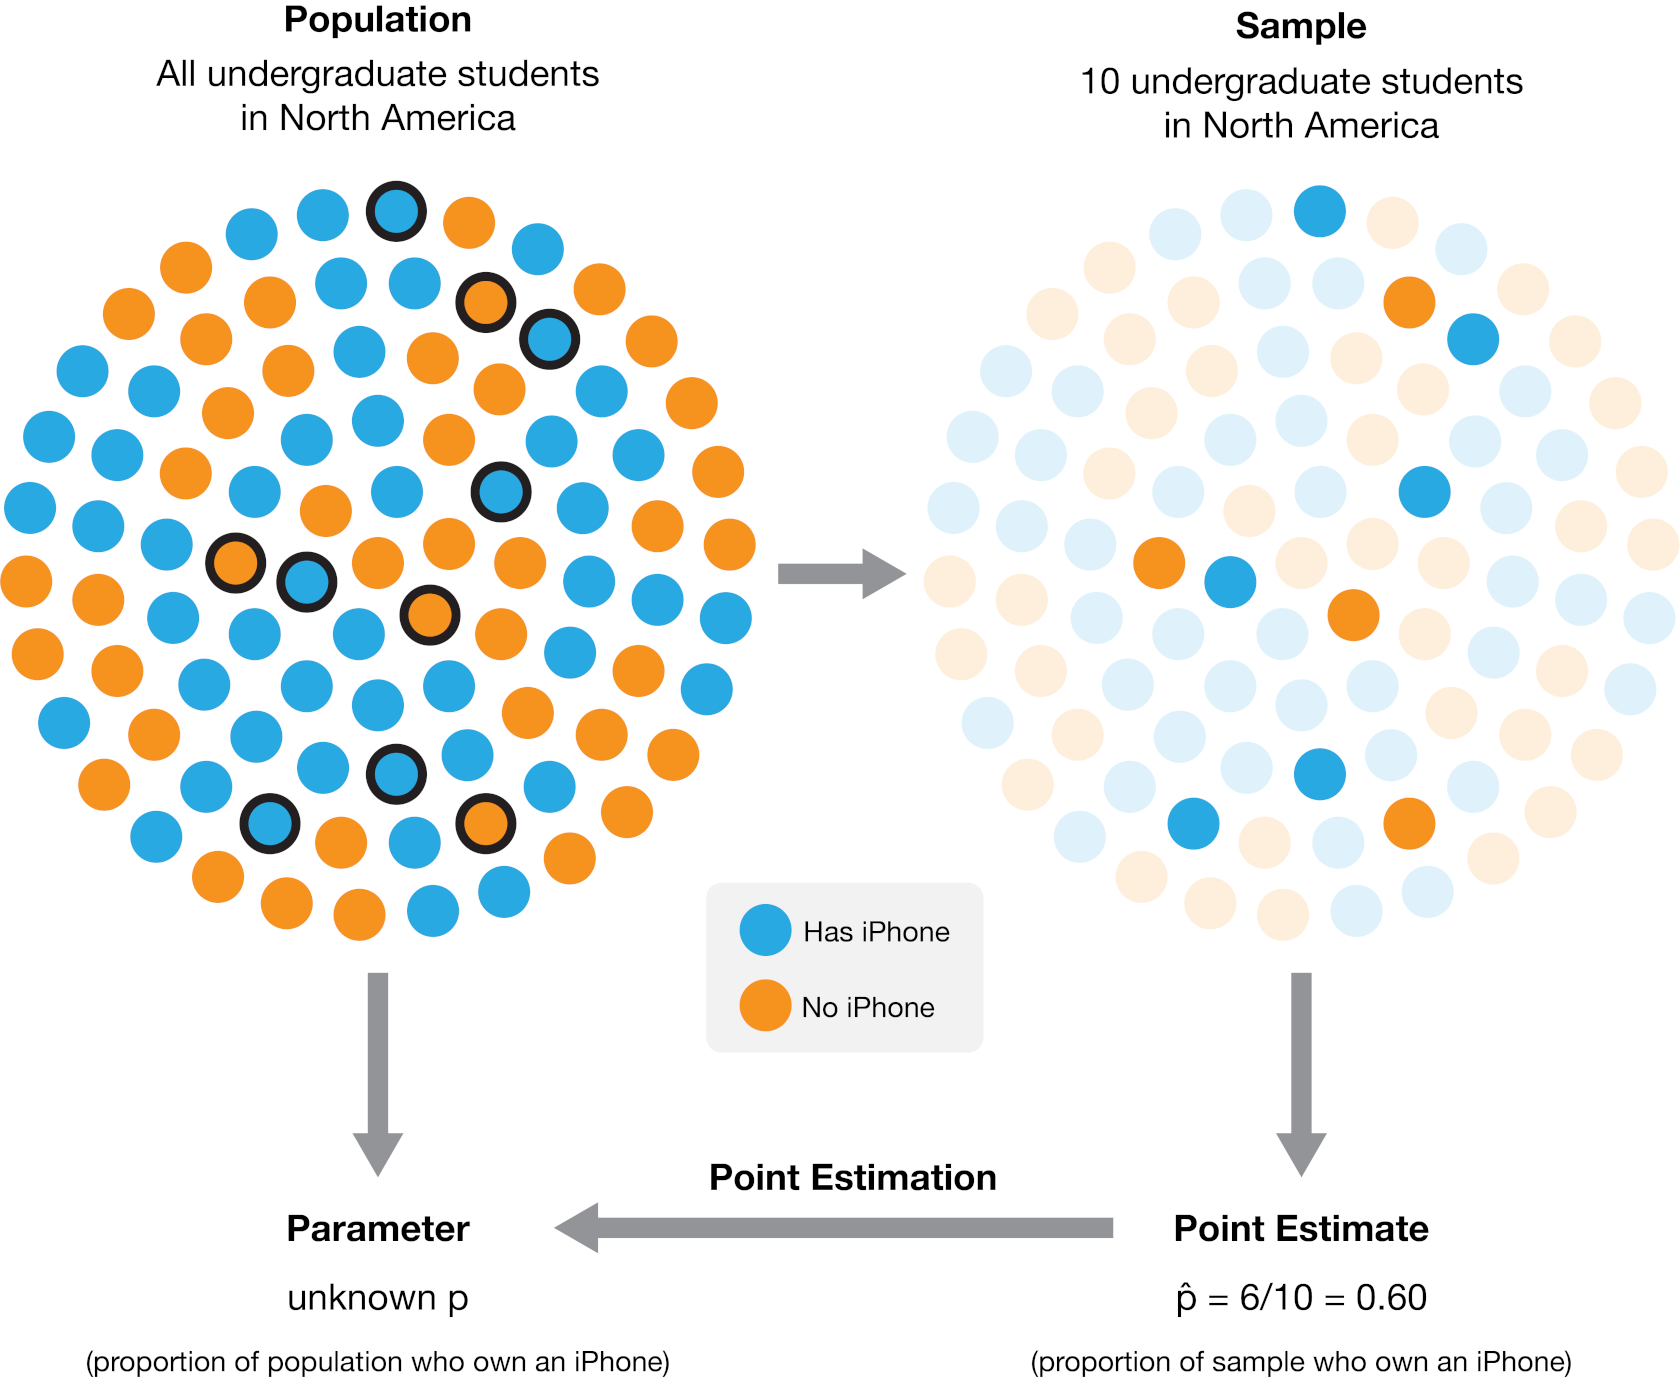 Population
All undergraduate students
in North America
Sample
10 undergraduate students
in North America
Has iPhone
No iPhone
Point Estimation
Parameter
unknown p
(proportion of population who own an iPhone)
Point Estimate
p̂ = 6/10 = 0.60
(proportion of sample who own an iPhone)